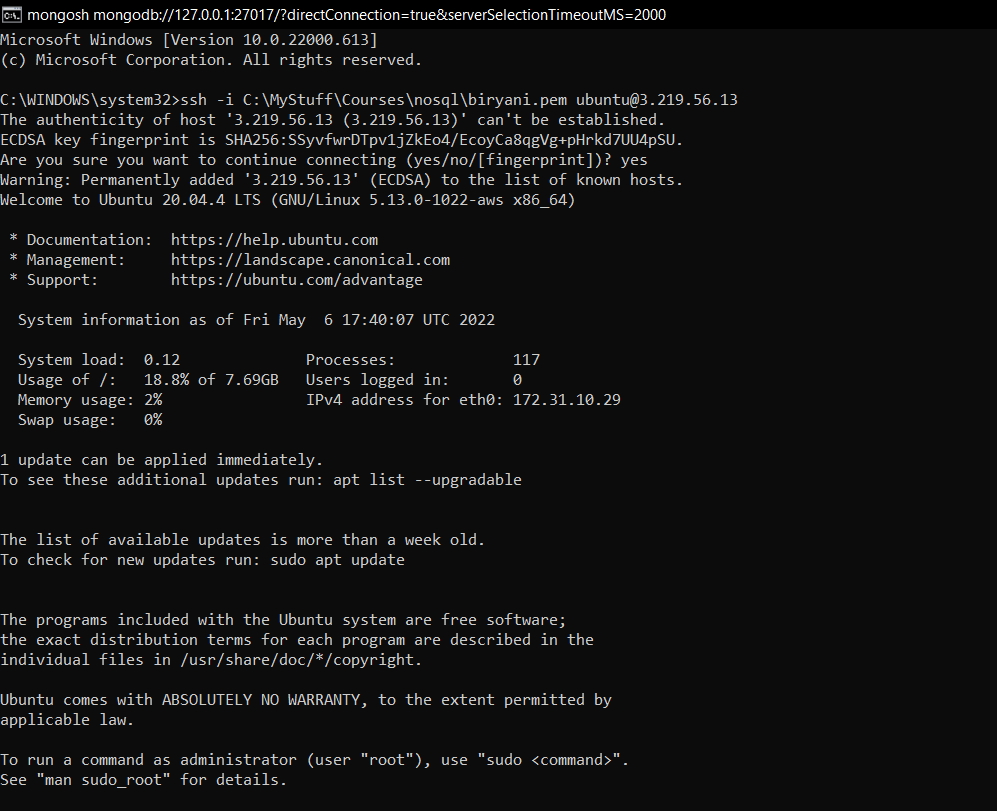 mongosh mongodb://127.0.0.1:27017/?directConnection=true&serverSelectionTimeoutMS=2000
Microsoft Windows [Version 10.0.22000.613]
(c) Microsoft Corporation. All rights reserved.
C:\WINDOWS\system32>ssh -i C:\MyStuff\Courses\nosql\biryani.pem ubuntu@3.219.56.13
The authenticity of host '3.219.56.13 (3.219.56.13)' can't be established.
ECDSA key fingerprint is SHA256:SSyvfwrDTpv1jZkEo4/EcoyCa8qgVg+pHrkd7UU4pSU.
Are you sure you want to continue connecting (yes/no/[fingerprint])? yes
Warning: Permanently added '3.219.56.13' (ECDSA) to the list of known hosts.
Welcome to Ubuntu 20.04.4 LTS (GNU/Linux 5.13.0-1022-aws x86_64)
* Documentation:  https://help.ubuntu.com
* Management:     https://landscape.canonical.com
* Support:        https://ubuntu.com/advantage
System information as of Fri May  6 17:40:07 UTC 2022
System load:  0.12              Processes:             117
Usage of /:   18.8% of 7.69GB   Users logged in:       0
Memory usage: 2%                IPv4 address for eth0: 172.31.10.29
Swap usage:   0%
1 update can be applied immediately.
To see these additional updates run: apt list --upgradable
The list of available updates is more than a week old.
To check for new updates run: sudo apt update
The programs included with the Ubuntu system are free software;
the exact distribution terms for each program are described in the
individual files in /usr/share/doc/*/copyright.
Ubuntu comes with ABSOLUTELY NO WARRANTY, to the extent permitted by
applicable law.
To run a command as administrator (user "root"), use "sudo <command>".
See "man sudo_root" for details.